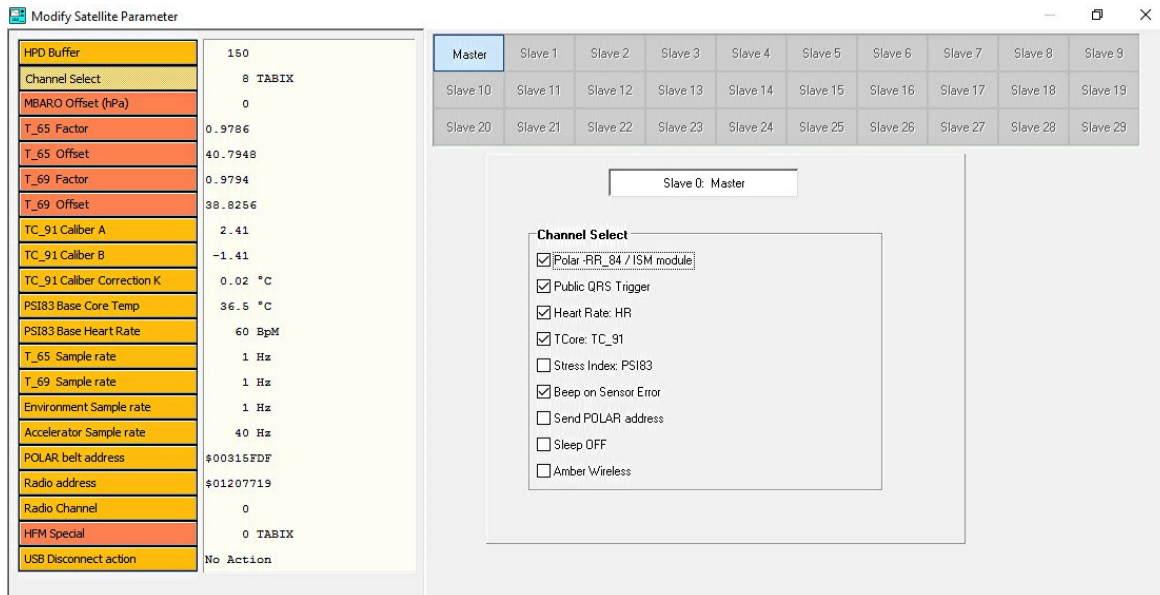 Modify Satellite Parameter
HPD Buffer 150
Channel Select 8 TABIX
MBARO Offset (hPa) 0
T_65 Factor 0.9786
T_65 Offset 40.7948
T_69 Factor 0.9794
T_69 Offset 38.8256
TC_91 Caliber A 2.41
TC_91 Caliber B -1.41
TC_91 Caliber Correction K 0.02 °C
PSI83 Base Core Temp 36.5 °C
PSI83 Base Heart Rate 60 BpM
T_65 Sample rate 1 Hz
T_69 Sample rate 1 Hz
Environment Sample rate 1 Hz
Accelerator Sample rate 40 Hz
POLAR belt address $00315FDF
Radio address $01207719
Radio Channel 0
HFM Special 0 TABIX
USB Disconnect action No Action
Master Slave 1 Slave 2 Slave 3 Slave 4 Slave 5 Slave 6 Slave 7 Slave 8 Slave 9
Slave 10 Slave 11 Slave 12 Slave 13 Slave 14 Slave 15 Slave 16 Slave 17 Slave 18 Slave 19
Slave 20 Slave 21 Slave 22 Slave 23 Slave 24 Slave 25 Slave 26 Slave 27 Slave 28 Slave 29
Slave 0: Master
Channel Select
Polar -RR_84 / ISM module
Public QRS Trigger
Heart Rate: HR
TCore: TC_91
Stress Index: PSI83
Beep on Sensor Error
Send POLAR address
Sleep OFF
Amber Wireless